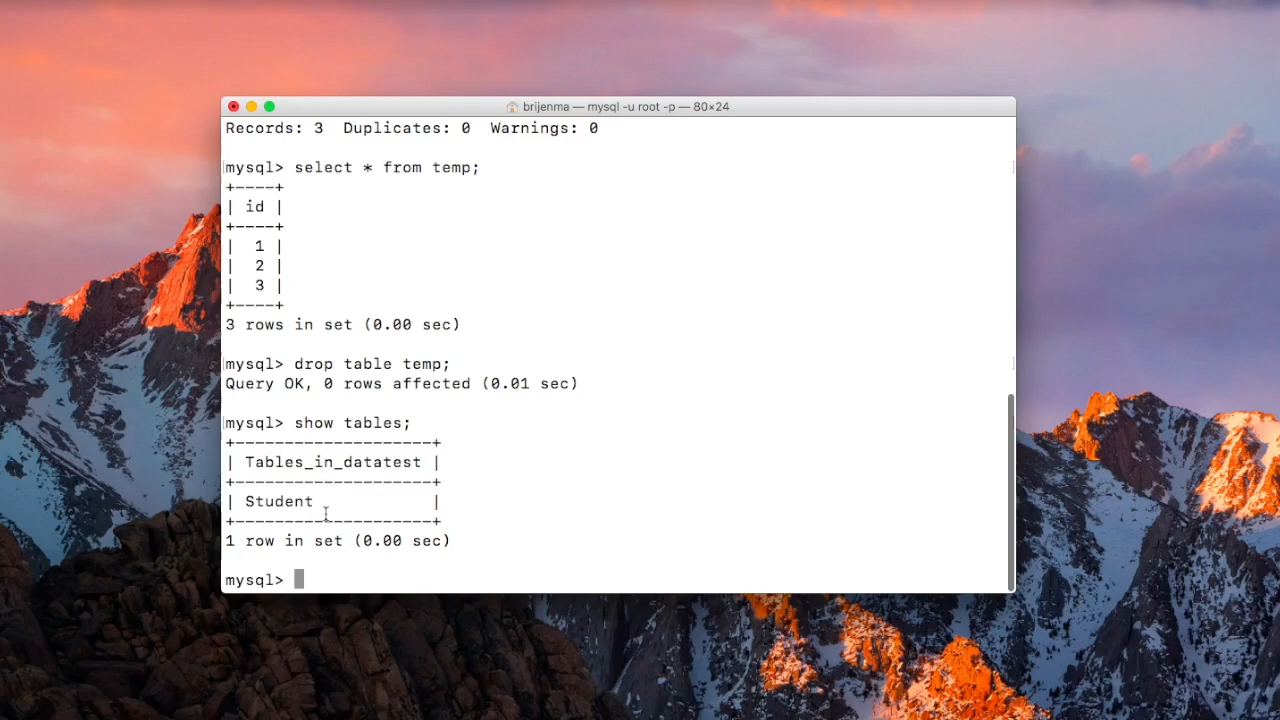 brijenma — mysql -u root -p — 80×24
Records: 3  Duplicates: 0  Warnings: 0
mysql> select * from temp;
+----+
| id |
+----+
|  1 |
|  2 |
|  3 |
+----+
3 rows in set (0.00 sec)
mysql> drop table temp;
Query OK, 0 rows affected (0.01 sec)
mysql> show tables;
+--------------------+
| Tables_in_datatest |
+--------------------+
| Student            |
+--------------------+
1 row in set (0.00 sec)
mysql>